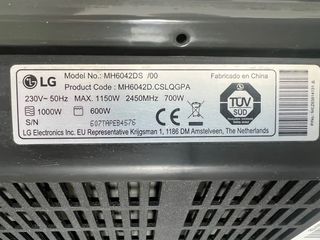 LG
Model No.: MH6042DS /00
Fabricado en China
Product Code : MH6042D.CSLQGPA
230V~ 50Hz MAX. 1150W 2450MHz 700W
1000W 600W
S/N 607TAPEB4576
TÜV
SÜD
LG Electronics Inc. EU Representative Krijgsman 1, 1186 DM Amstelveen, The Netherlands